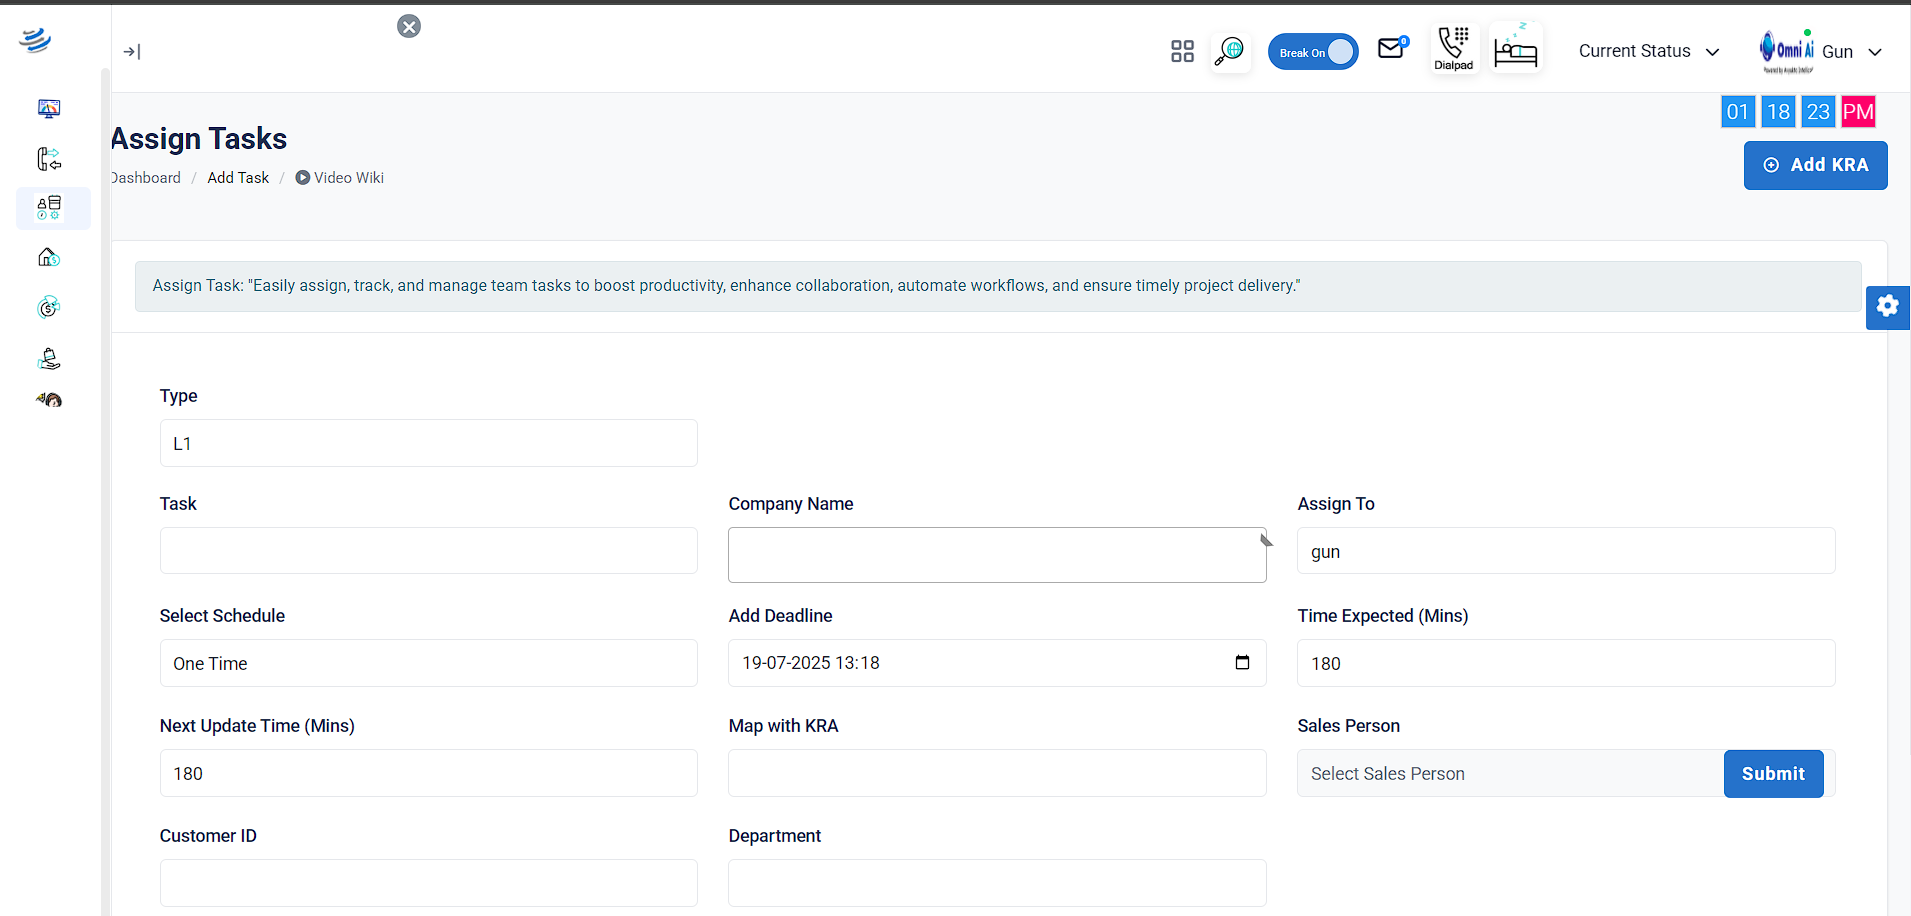 Break On
0
Dialpad
Current Status
Omni Ai
Gun
01 18 23 PM
Assign Tasks
Dashboard / Add Task / Video Wiki
Add KRA
Assign Task: "Easily assign, track, and manage team tasks to boost productivity, enhance collaboration, automate workflows, and ensure timely project delivery."
Type
L1
Task
Company Name
Assign To
gun
Select Schedule
Add Deadline
Time Expected (Mins)
One Time
19-07-2025 13:18
180
Next Update Time (Mins)
Map with KRA
Sales Person
180
Select Sales Person
Submit
Customer ID
Department